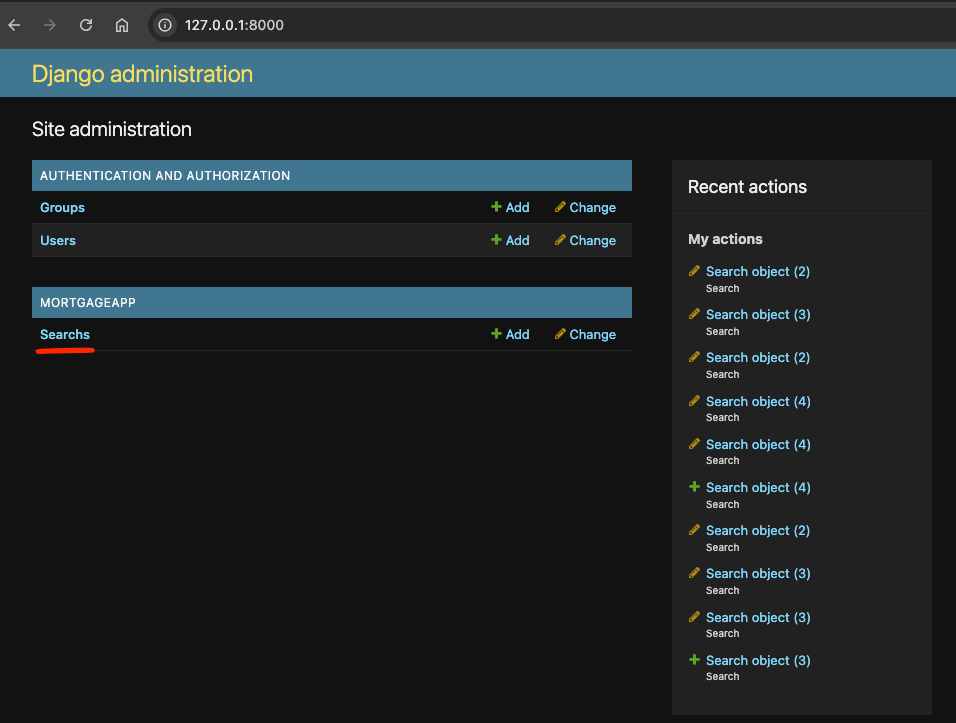 127.0.0.1:8000
Django administration
Site administration
AUTHENTICATION AND AUTHORIZATION
Groups Add Change
Users Add Change
MORTGAGEAPP
Searchs Add Change
Recent actions
My actions
Search object (2)
Search
Search object (3)
Search
Search object (2)
Search
Search object (4)
Search
Search object (4)
Search
Search object (4)
Search
Search object (2)
Search
Search object (3)
Search
Search object (3)
Search
Search object (3)
Search